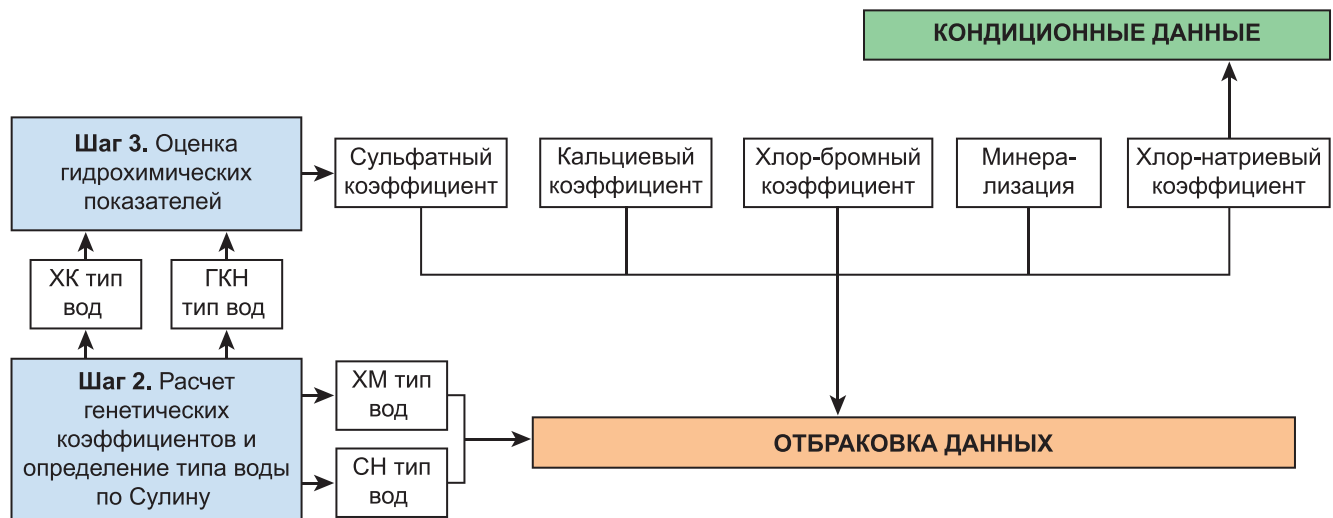 КОНДИЦИОННЫЕ ДАННЫЕ
Шаг 3. Оценка
гидрохимических
показателей
Сульфатный
коэффициент
Кальциевый
коэффициент
Хлор-бромный
коэффициент
Минера-
лизация
Хлор-натриевый
коэффициент
ХК тип
вод
ГКН
тип вод
Шаг 2. Расчет
генетических
коэффициентов и
определение типа воды
по Сулину
ХМ тип
вод
СН тип
вод
ОТБРАКОВКА ДАННЫХ